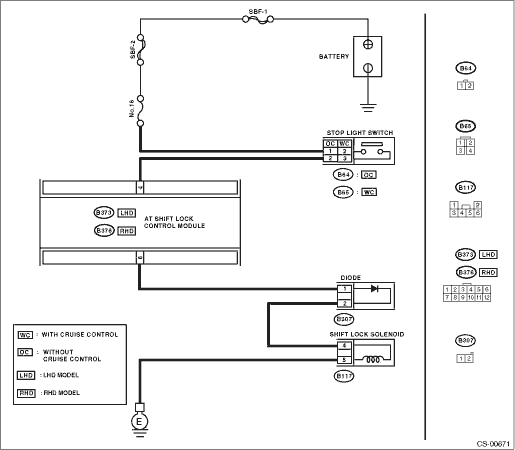 SBF-1
SBF-2
BATTERY
No.16
STOP LIGHT SWITCH
OC WC
1 2
2 3
B64 : OC
B65 : WC
B373 LHD
B376 RHD
AT SHIFT LOCK
CONTROL MODULE
DIODE
1
2
B307
SHIFT LOCK SOLENOID
4
5
B117
WC : WITH CRUISE CONTROL
OC : WITHOUT
CRUISE CONTROL
LHD : LHD MODEL
RHD : RHD MODEL
E
B64
1 2
B65
1 2
3 4
B117
1 2
3 4 5 6
B373 LHD
B376 RHD
1 2 3 4 5 6
7 8 9 10 11 12
B307
1 2
CS-00671